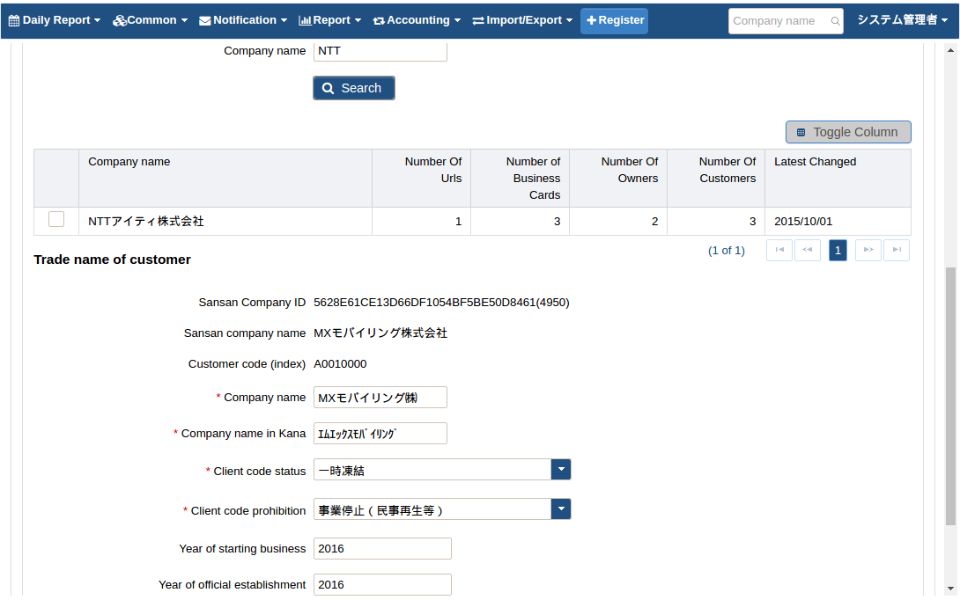 Daily Report Common Notification Report Accounting Import/Export Register Company name システム管理者
Company name NTT
Search
Toggle Column
Company name Number Of Urls Number of Business Cards Number Of Owners Number Of Customers Latest Changed
NTTアイティ株式会社 1 3 2 3 2015/10/01
(1 of 1) 1
Trade name of customer
Sansan Company ID 5628E61CE13D66DF1054BF5BE50D8461(4950)
Sansan company name MXモバイリング株式会社
Customer code (index) A0010000
* Company name MXモバイリング㈱
* Company name in Kana ｴﾑｴｯｸｽﾓﾊﾞｲﾘﾝｸﾞ
* Client code status 一時凍結
* Client code prohibition 事業停止（民事再生等）
Year of starting business 2016
Year of official establishment 2016